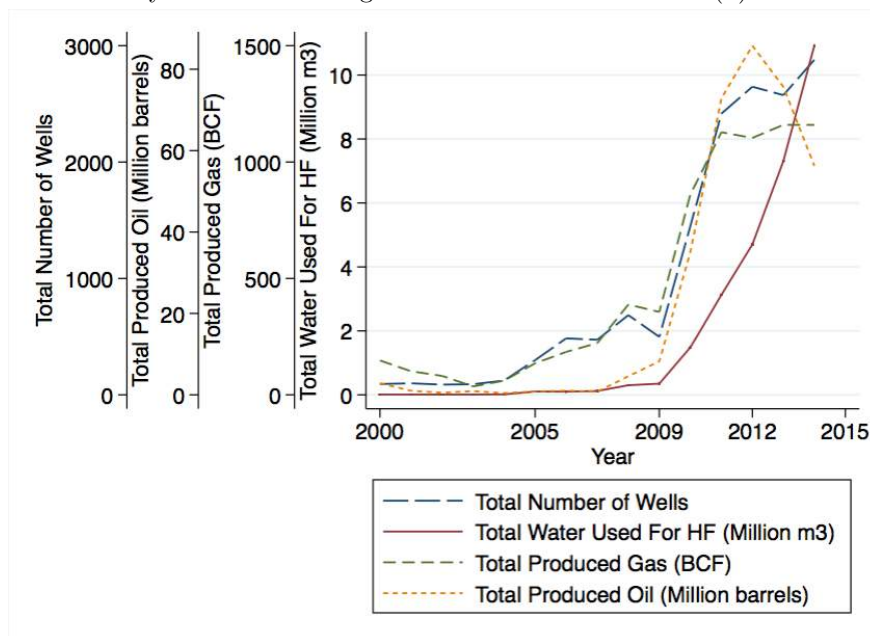 Total Number of Wells
3000
2000
1000
0
Total Produced Oil (Million barrels)
80
60
40
20
0
Total Produced Gas (BCF)
1500
1000
500
0
Total Water Used For HF (Million m3)
10
8
6
4
2
0
2000 2005 2009 2012 2015
Year
Total Number of Wells
Total Water Used For HF (Million m3)
Total Produced Gas (BCF)
Total Produced Oil (Million barrels)